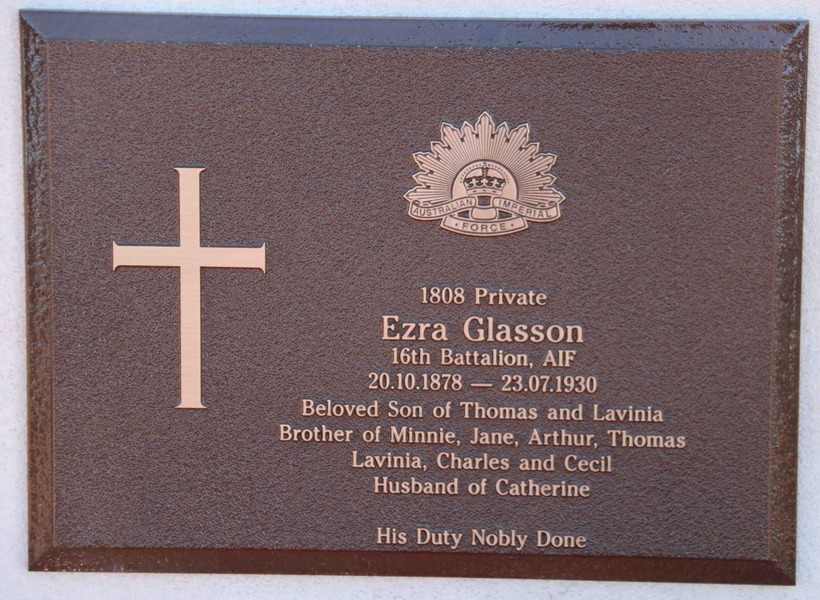 AUSTRALIAN IMPERIAL
FORCE
1808 Private
Ezra Glasson
16th Battalion, AIF
20.10.1878 — 23.07.1930
Beloved Son of Thomas and Lavinia
Brother of Minnie, Jane, Arthur, Thomas
Lavinia, Charles and Cecil
Husband of Catherine
His Duty Nobly Done